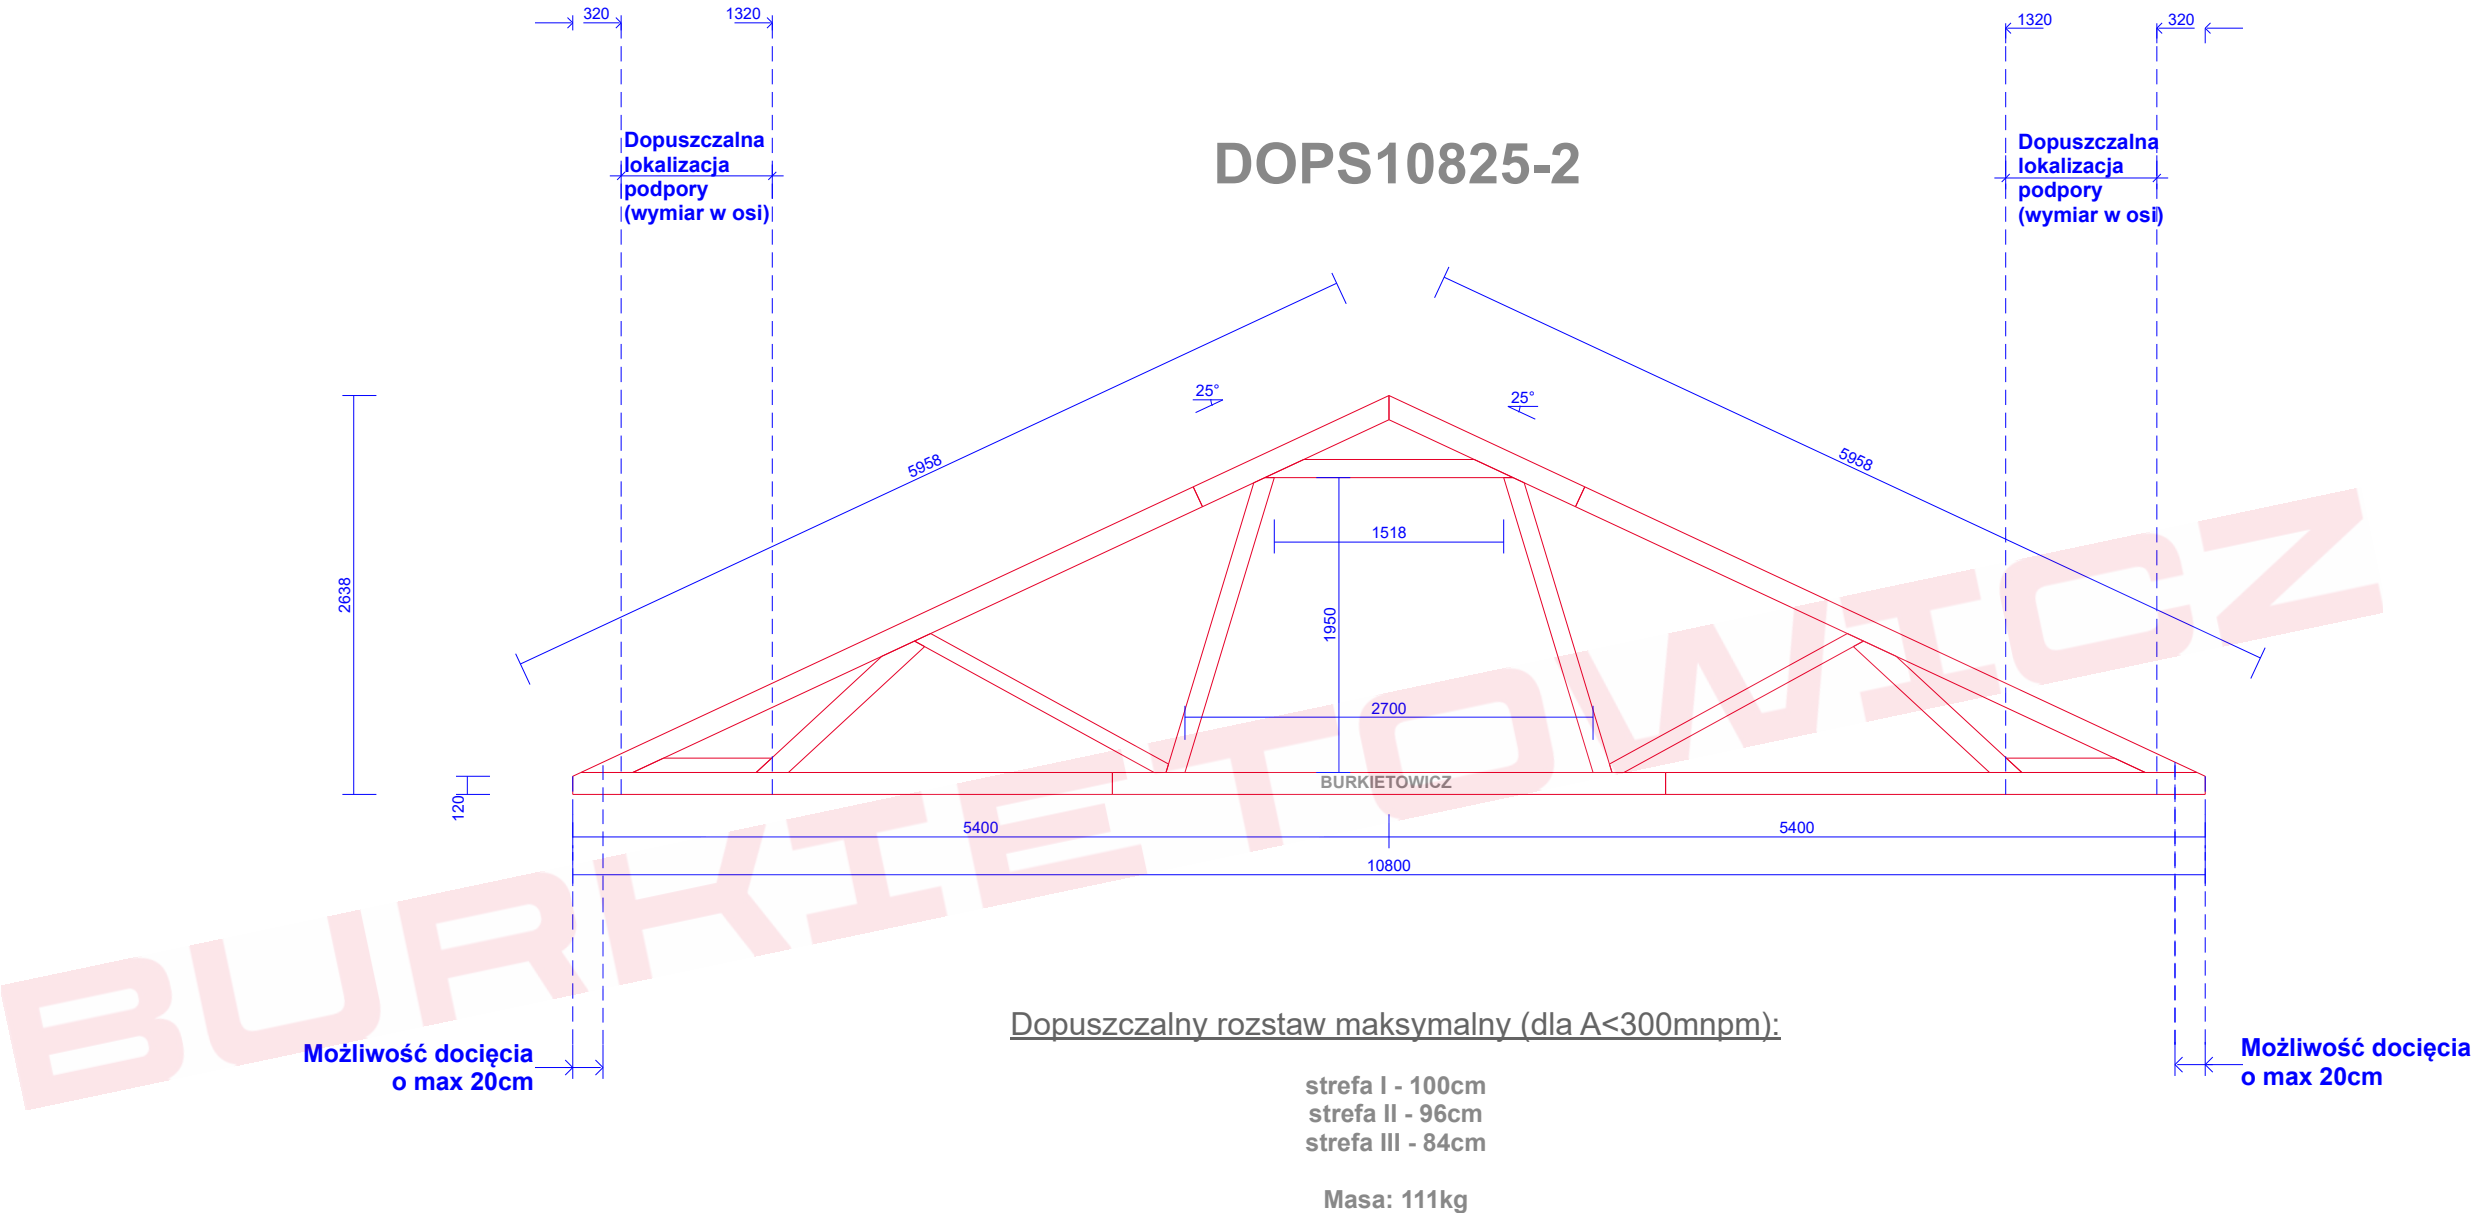 320
1320
1320
320
Dopuszczalna
lokalizacja
podpory
(wymiar w osi)
DOPS10825-2
Dopuszczalna
lokalizacja
podpory
(wymiar w osi)
25°
25°
5958
5958
1518
2638
1950
2700
BURKIETOWICZ
120
5400
5400
10800
BURKIETOWICZ
Dopuszczalny rozstaw maksymalny (dla A<300mnpm):
Możliwość docięcia
o max 20cm
Możliwość docięcia
o max 20cm
strefa I - 100cm
strefa II - 96cm
strefa III - 84cm
Masa: 111kg